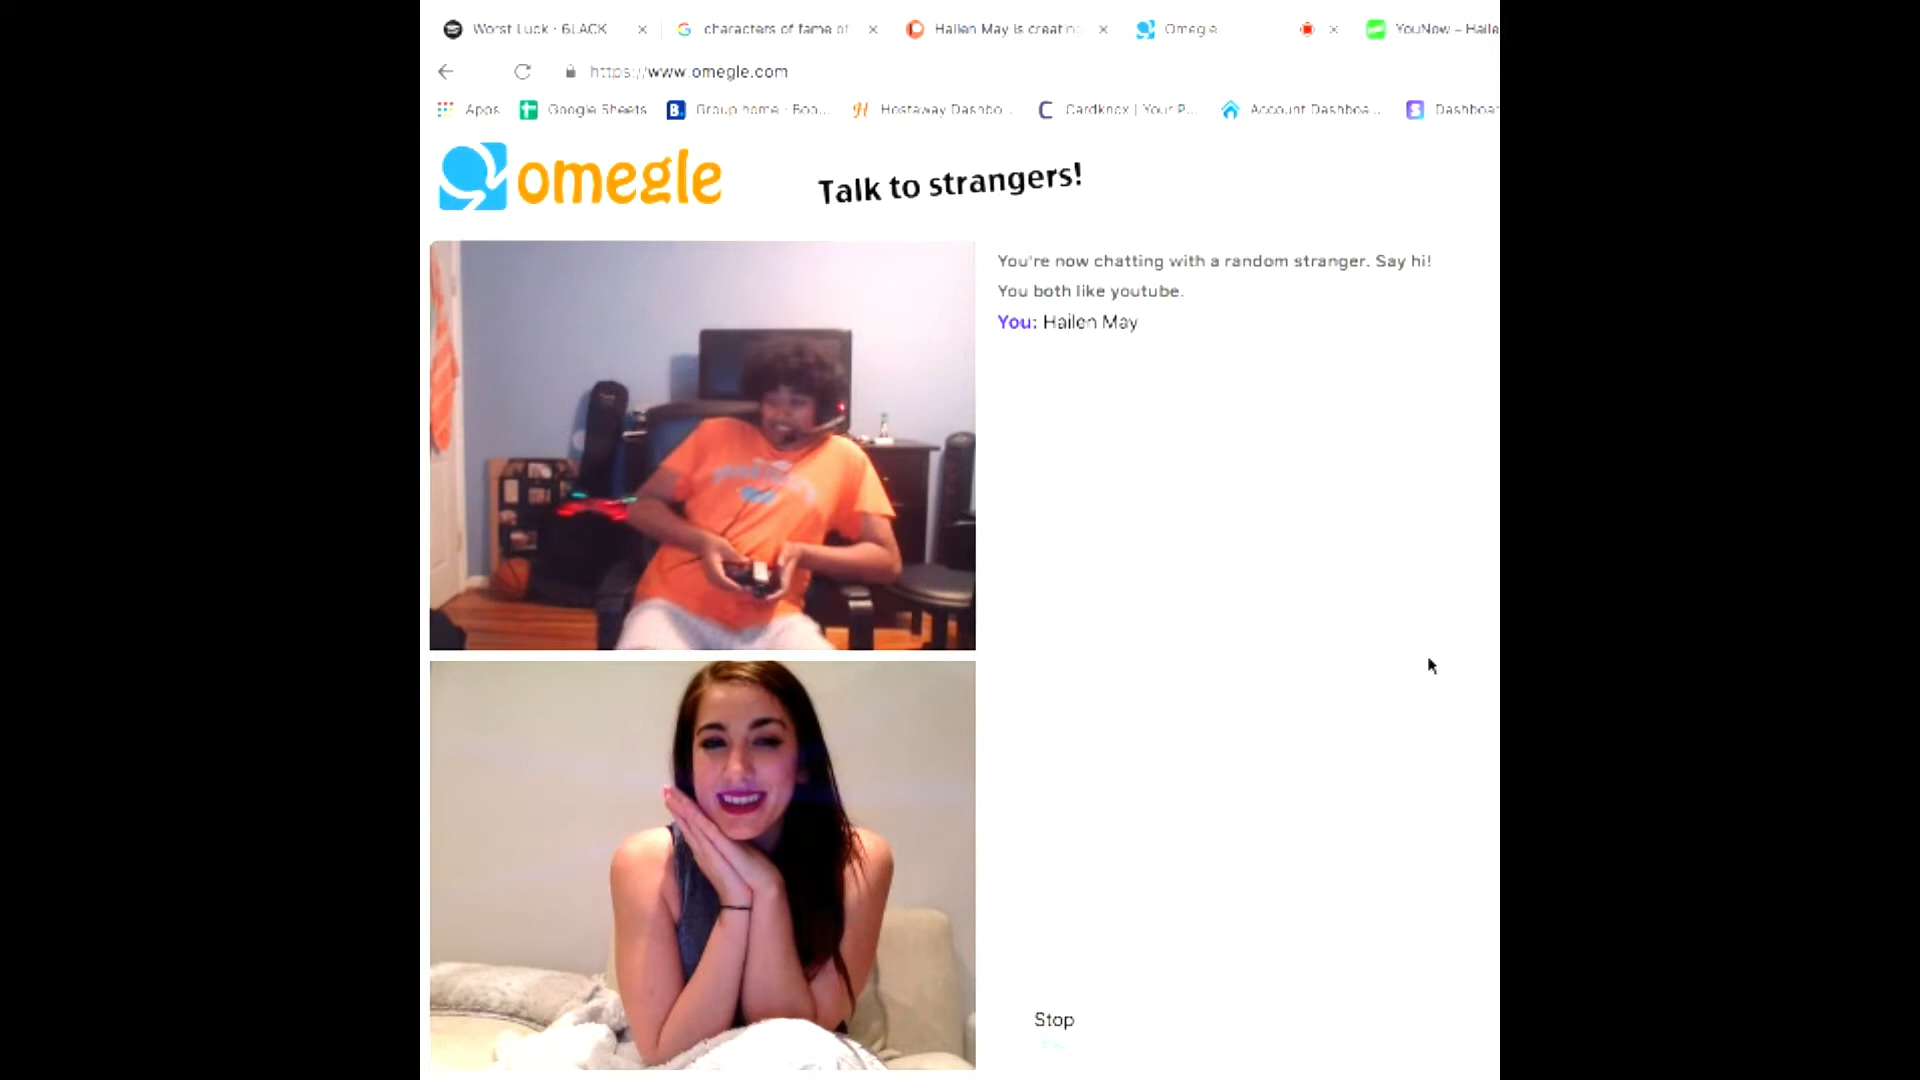 Worst Luck · 6LACK
characters of fame of
Hailen May is creating
Omegle
YouNow – Haile
https://www.omegle.com
Apps
Google Sheets
Group home · Boo...
Hostaway Dashbo...
Cardknox | Your P...
Account Dashboa...
Dashboar
omegle
Talk to strangers!
You're now chatting with a random stranger. Say hi!
You both like youtube.
You: Hailen May
Stop